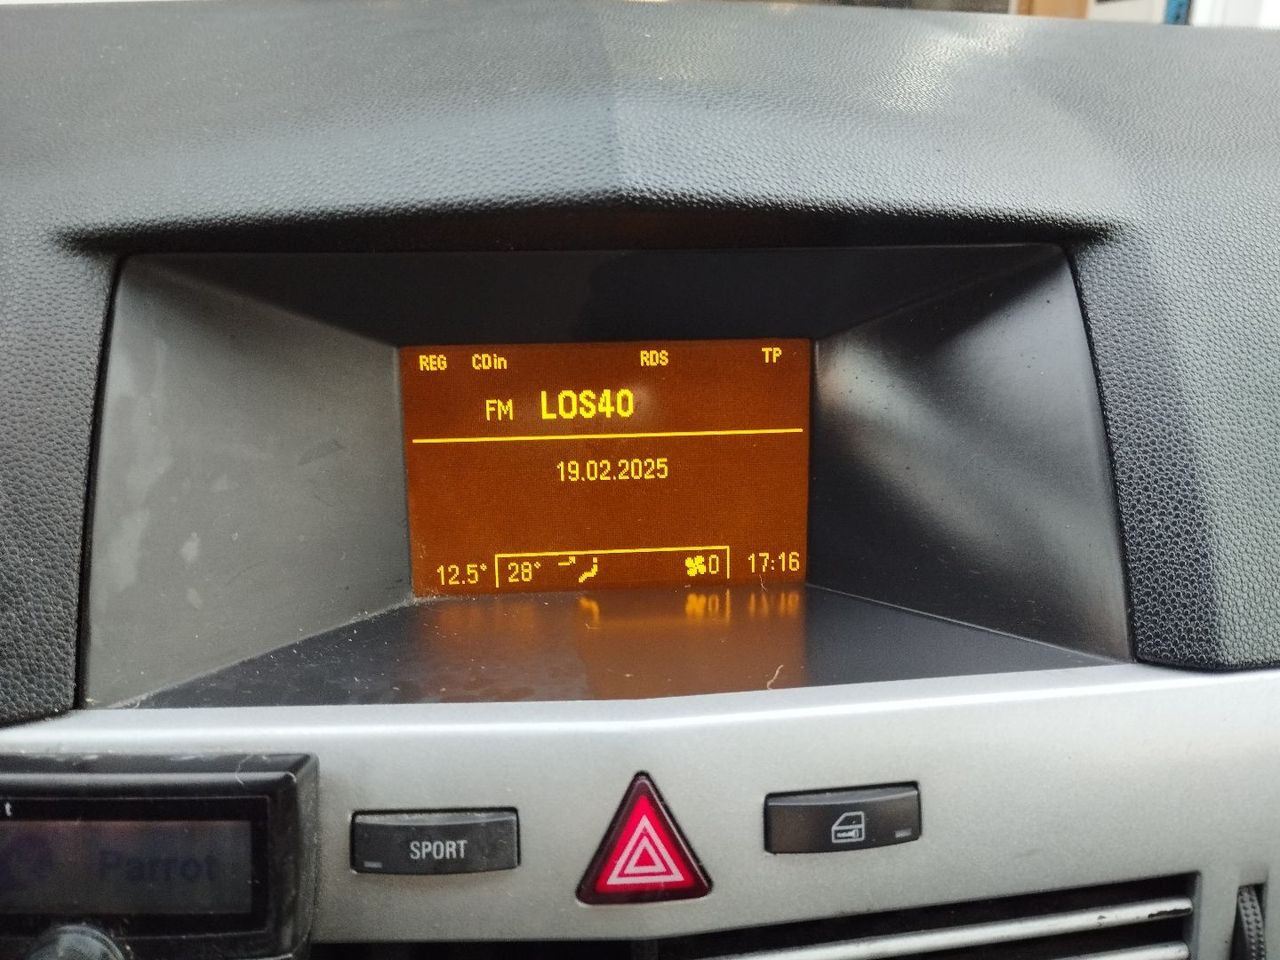 REG CDin RDS TP
FM LOS40
19.02.2025
12.5° 28° 0 17:16
SPORT
t
Parrot